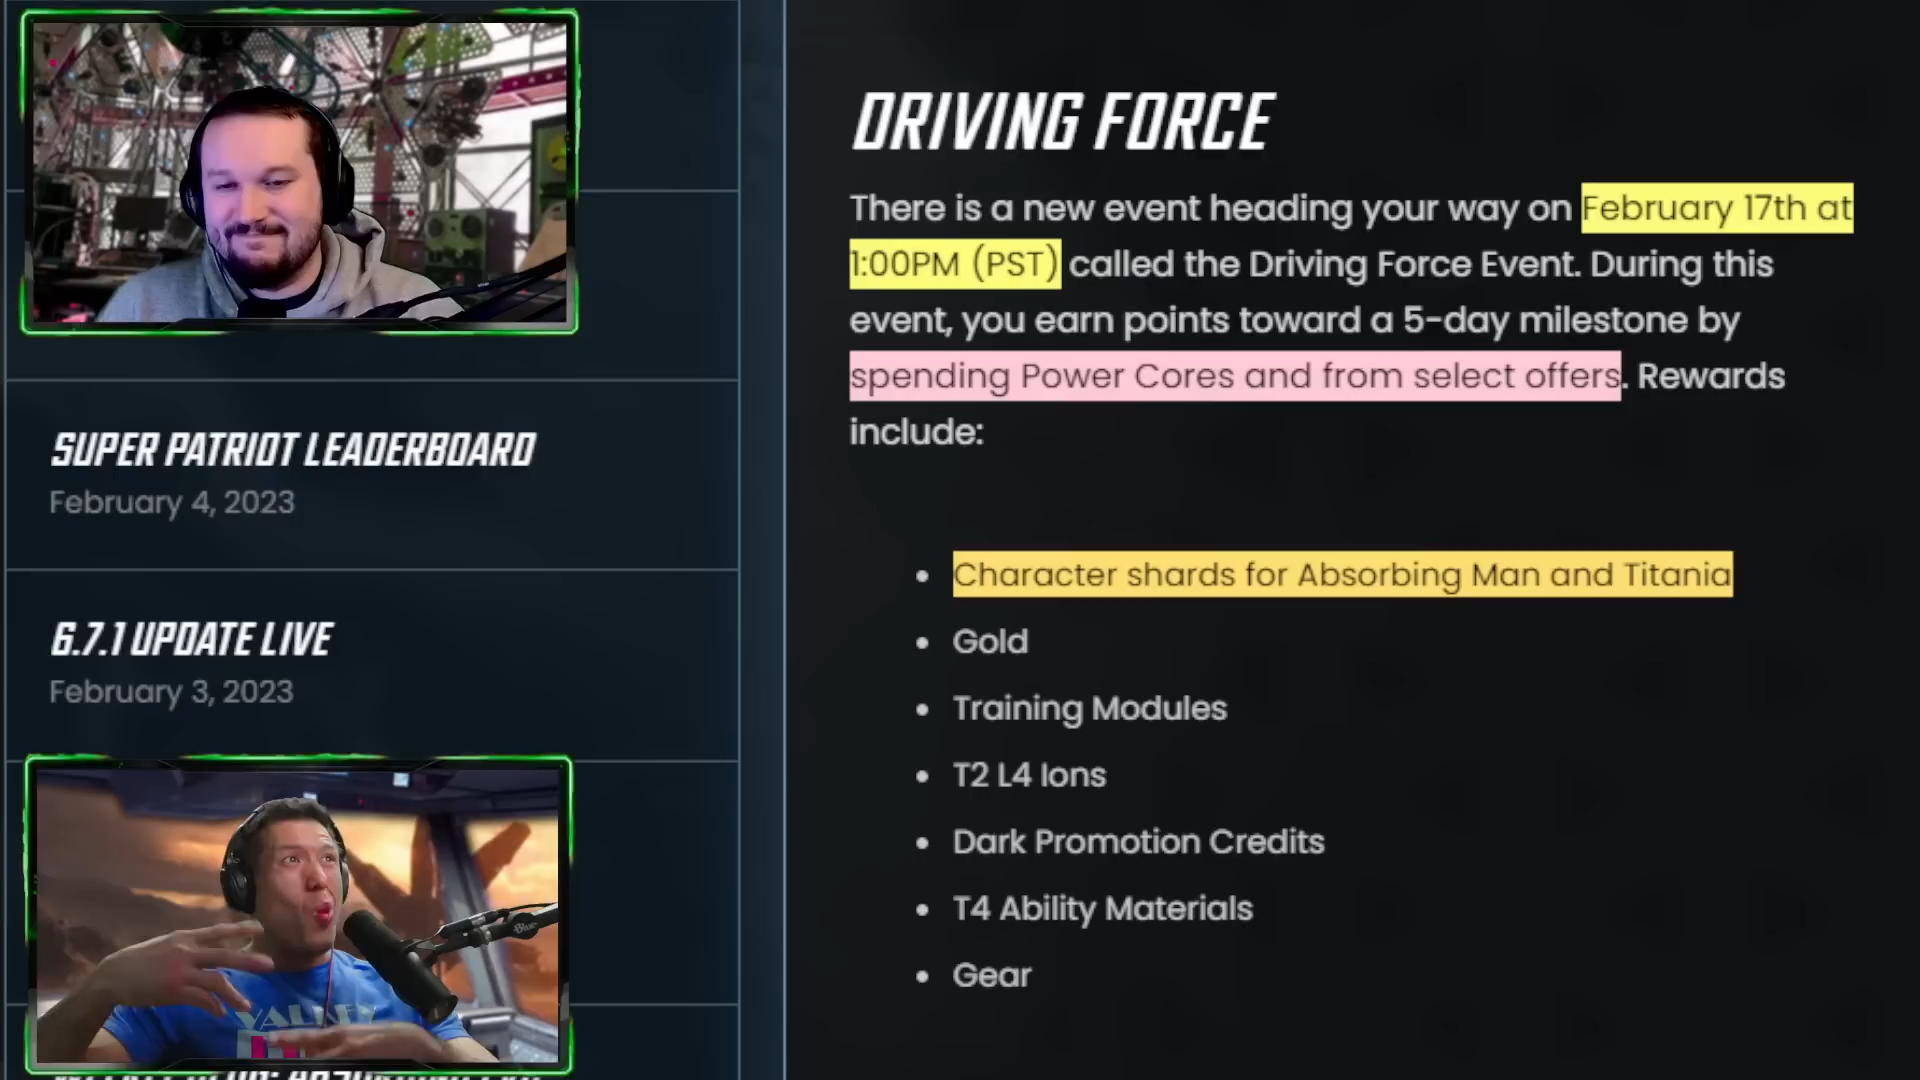 SUPER PATRIOT LEADERBOARD
February 4, 2023
6.7.1 UPDATE LIVE
February 3, 2023
Blue
VALLEY
DRIVING FORCE
There is a new event heading your way on February 17th at
1:00PM (PST) called the Driving Force Event. During this
event, you earn points toward a 5-day milestone by
spending Power Cores and from select offers. Rewards
include:
• Character shards for Absorbing Man and Titania
• Gold
• Training Modules
• T2 L4 Ions
• Dark Promotion Credits
• T4 Ability Materials
• Gear